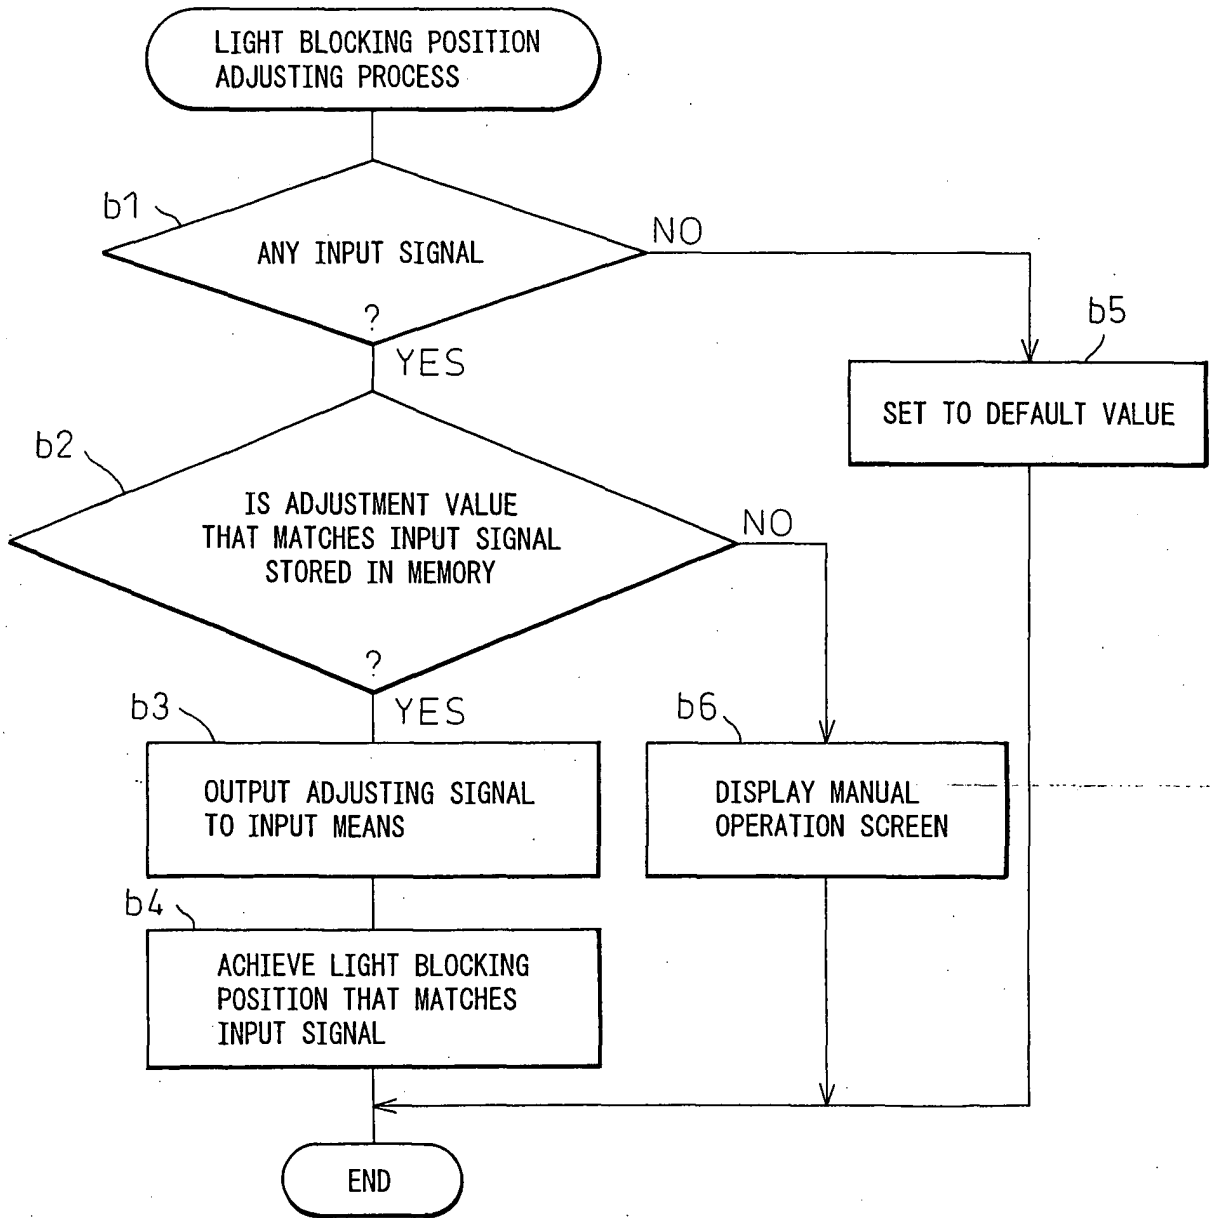 LIGHT BLOCKING POSITION
ADJUSTING PROCESS
b1
ANY INPUT SIGNAL
?
NO
YES
b5
SET TO DEFAULT VALUE
b2
IS ADJUSTMENT VALUE
THAT MATCHES INPUT SIGNAL
STORED IN MEMORY
?
NO
YES
b3
OUTPUT ADJUSTING SIGNAL
TO INPUT MEANS
b6
DISPLAY MANUAL
OPERATION SCREEN
b4
ACHIEVE LIGHT BLOCKING
POSITION THAT MATCHES
INPUT SIGNAL
END